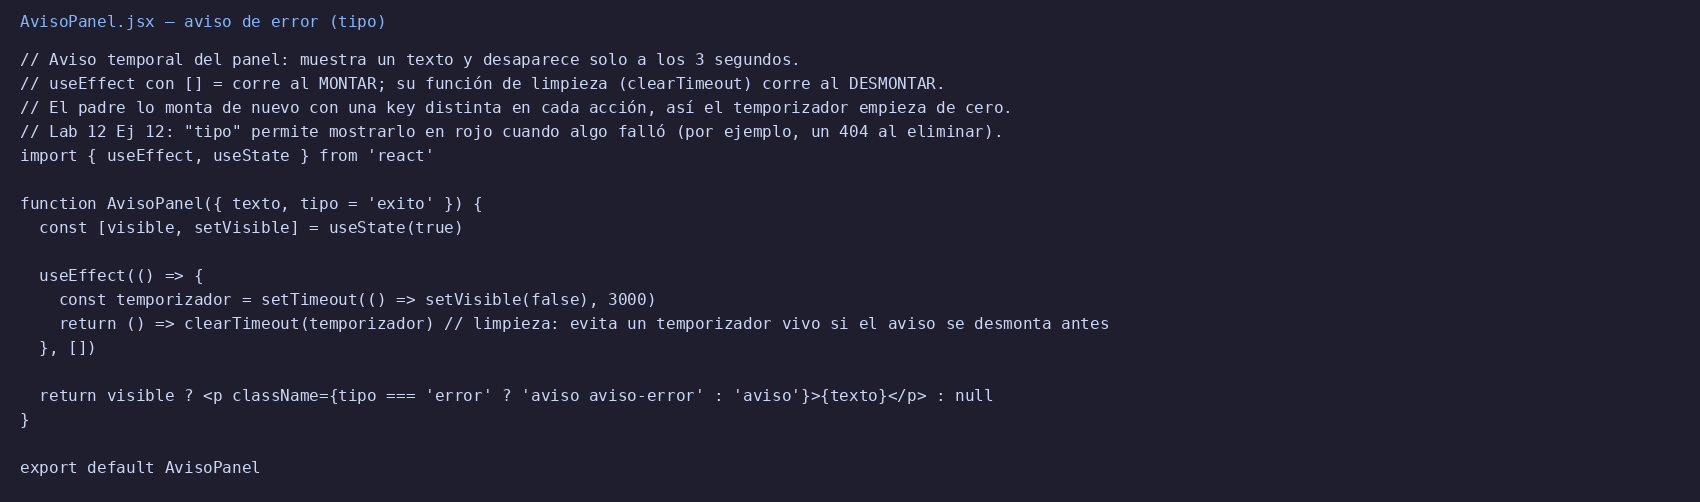 AvisoPanel.jsx — aviso de error (tipo)
// Aviso temporal del panel: muestra un texto y desaparece solo a los 3 segundos.
// useEffect con [] = corre al MONTAR; su función de limpieza (clearTimeout) corre al DESMONTAR.
// El padre lo monta de nuevo con una key distinta en cada acción, así el temporizador empieza de cero.
// Lab 12 Ej 12: "tipo" permite mostrarlo en rojo cuando algo falló (por ejemplo, un 404 al eliminar).
import { useEffect, useState } from 'react'

function AvisoPanel({ texto, tipo = 'exito' }) {
  const [visible, setVisible] = useState(true)

  useEffect(() => {
    const temporizador = setTimeout(() => setVisible(false), 3000)
    return () => clearTimeout(temporizador) // limpieza: evita un temporizador vivo si el aviso se desmonta antes
  }, [])

  return visible ? <p className={tipo === 'error' ? 'aviso aviso-error' : 'aviso'}>{texto}</p> : null
}

export default AvisoPanel